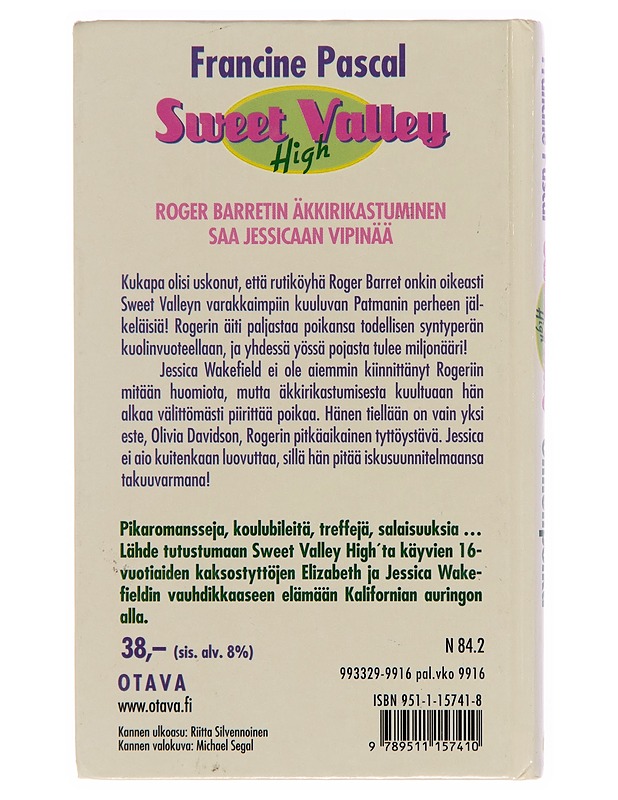 Francine Pascal
Sweet Valley
High
ROGER BARRETIN ÄKKIRIKASTUMINEN
SAA JESSICAAN VIPINÄÄ
Kukapa olisi uskonut, että rutiköyhä Roger Barret onkin oikeasti
Sweet Valleyn varakkaimpiin kuuluvan Patmanin perheen jäl-
keläisiä! Rogerin äiti paljastaa poikansa todellisen syntyperän
kuolinvuoteellaan, ja yhdessä yössä pojasta tulee miljonääri!
Jessica Wakefield ei ole aiemmin kiinnittänyt Rogeriin
mitään huomiota, mutta äkkirikastumisesta kuultuaan hän
alkaa välittömästi piirittää poikaa. Hänen tiellään on vain yksi
este, Olivia Davidson, Rogerin pitkäaikainen tyttöystävä. Jessica
ei aio kuitenkaan luovuttaa, sillä hän pitää iskusuunnitelmaansa
takuuvarmana!
Pikaromansseja, koulubileitä, treffejä, salaisuuksia ...
Lähde tutustumaan Sweet Valley High´ta käyvien 16-
vuotiaiden kaksostyttöjen Elizabeth ja Jessica Wake-
fieldin vauhdikkaaseen elämään Kalifornian auringon
alla.
38,– (sis. alv. 8%)
N 84.2
993329-9916 pal.vko 9916
OTAVA
www.otava.fi
ISBN 951-1-15741-8
Kannen ulkoasu: Riitta Silvennoinen
Kannen valokuva: Michael Segal
9 789511 157410
High